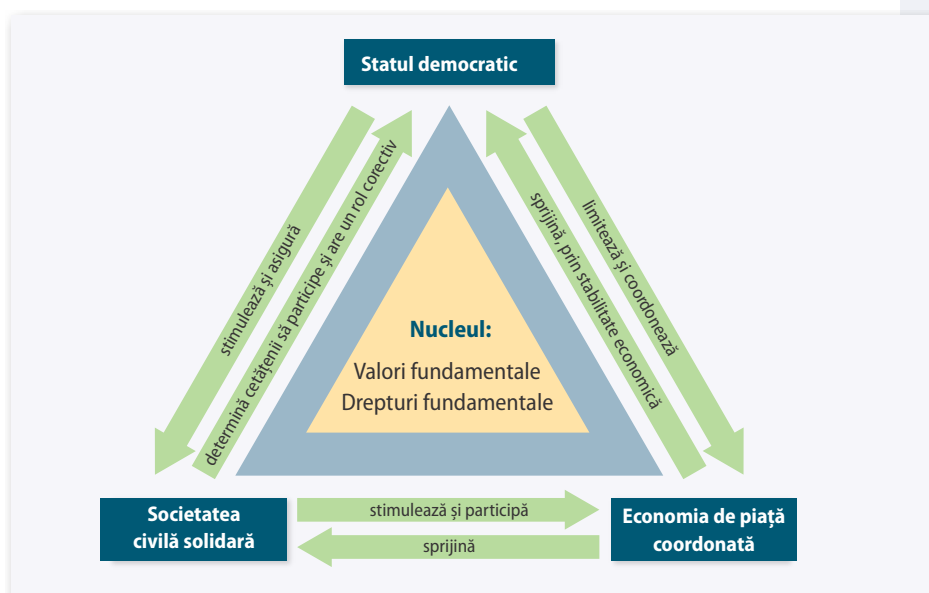 Statul democratic
stimulează și asigură
determină cetățenii să participe și are un rol corectiv
sprijină, prin stabilitate economică
limitează și coordonează
Nucleul:
Valori fundamentale
Drepturi fundamentale
Societatea
civilă solidară
stimulează și participă
sprijină
Economia de piață
coordonată